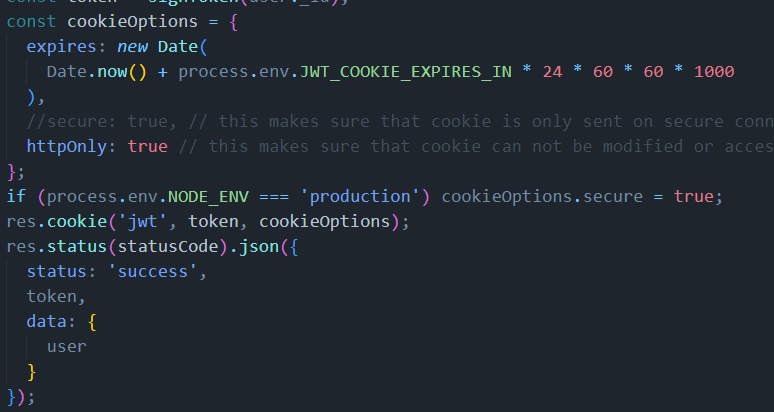 const token = signToken(user._id);
const cookieOptions = {
expires: new Date(
Date.now() + process.env.JWT_COOKIE_EXPIRES_IN * 24 * 60 * 60 * 1000
),
//secure: true, // this makes sure that cookie is only sent on secure conn
httpOnly: true // this makes sure that cookie can not be modified or acces
};
if (process.env.NODE_ENV === 'production') cookieOptions.secure = true;
res.cookie('jwt', token, cookieOptions);
res.status(statusCode).json({
status: 'success',
token,
data: {
user
}
});